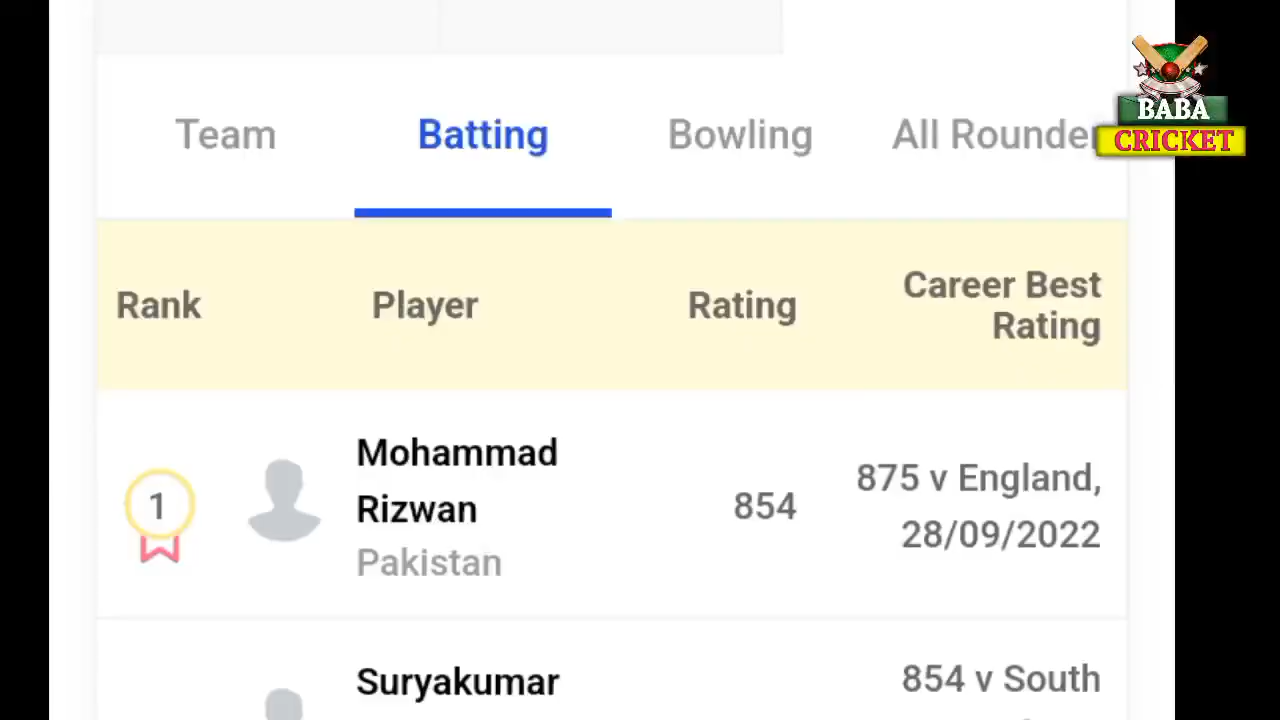 Team Batting Bowling All Rounder
BABA
CRICKET
Rank Player Rating Career Best
Rating
1 Mohammad
Rizwan
Pakistan
854 875 v England,
28/09/2022
Suryakumar 854 v South